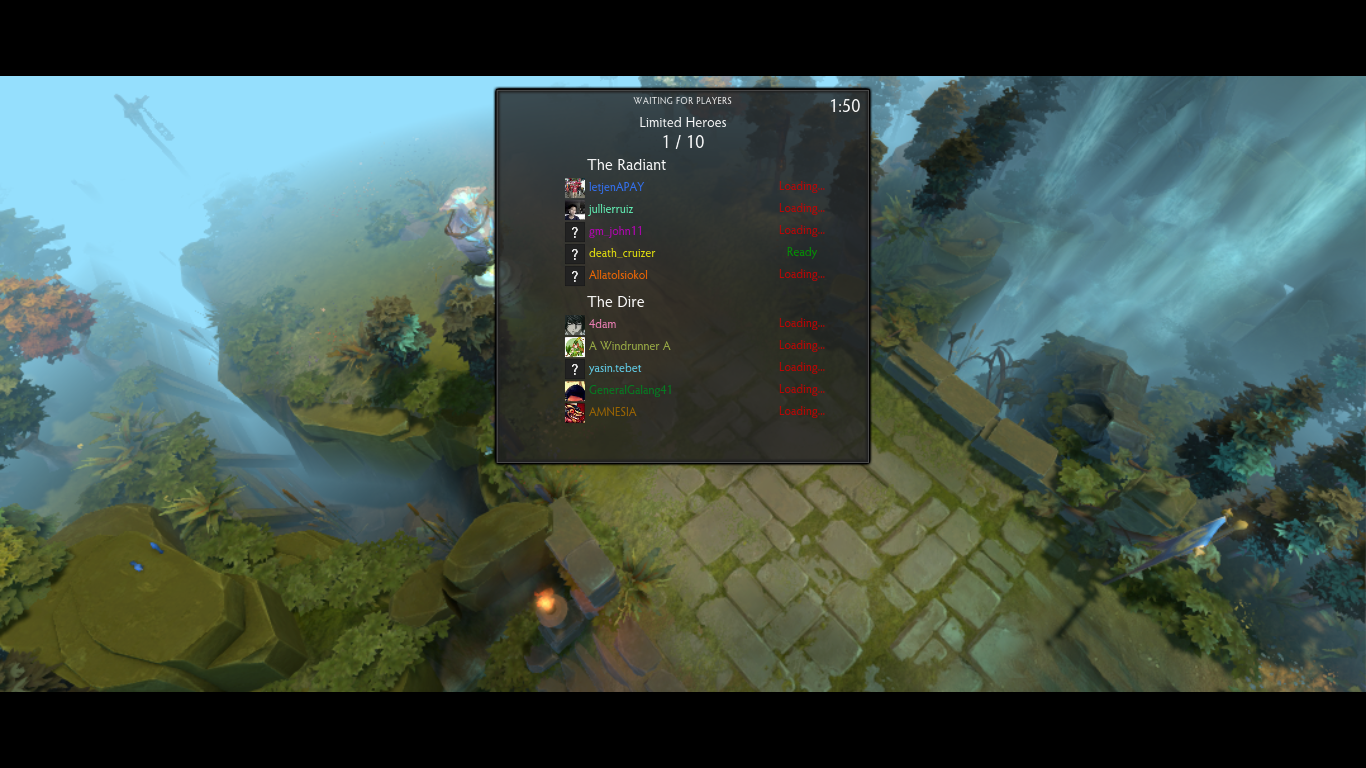 WAITING FOR PLAYERS
1:50
Limited Heroes
1 / 10
The Radiant
letjenAPAY Loading...
jullierruiz Loading...
? gm_john11 Loading...
? death_cruizer Ready
? Allatolsiokol Loading...
The Dire
4dam Loading...
A Windrunner A Loading...
? yasin.tebet Loading...
GeneralGalang41 Loading...
AMNESIA Loading...